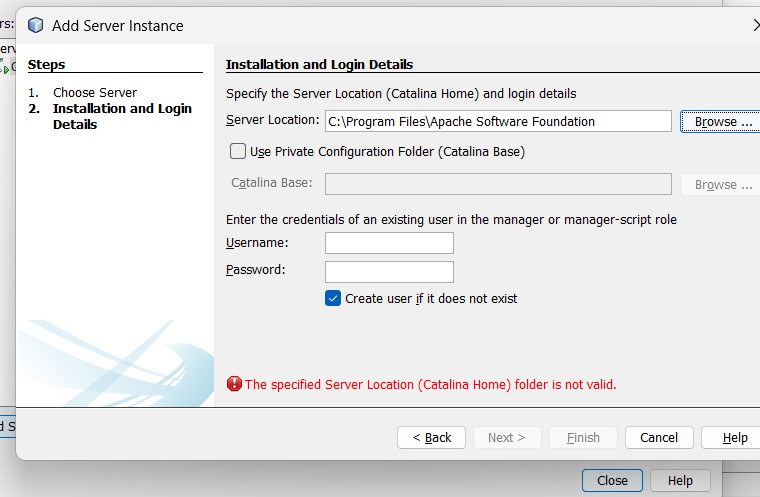 Add Server Instance
Steps
1. Choose Server
2. Installation and Login
Details
Installation and Login Details
Specify the Server Location (Catalina Home) and login details
Server Location: C:\Program Files\Apache Software Foundation Browse ...
Use Private Configuration Folder (Catalina Base)
Catalina Base: Browse ...
Enter the credentials of an existing user in the manager or manager-script role
Username:
Password:
Create user if it does not exist
The specified Server Location (Catalina Home) folder is not valid.
< Back Next > Finish Cancel Help
Close Help